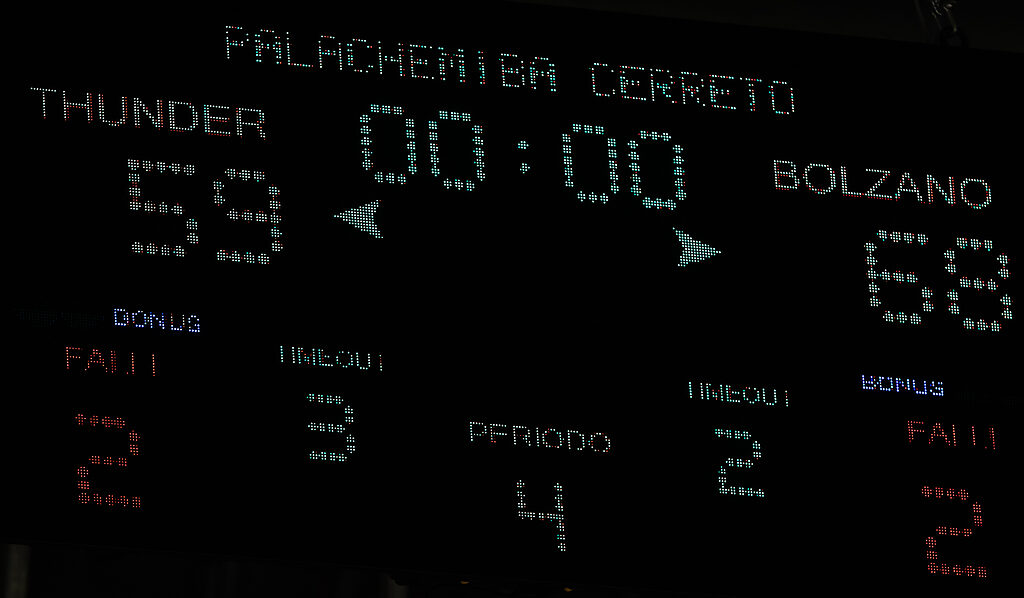 PALACHEMIBA CERRETO
THUNDER 00:00 BOLZANO
59 68
BONUS BONUS
FALLI TIMEOUT TIMEOUT FALLI
2 3 PERIODO 2 2
4